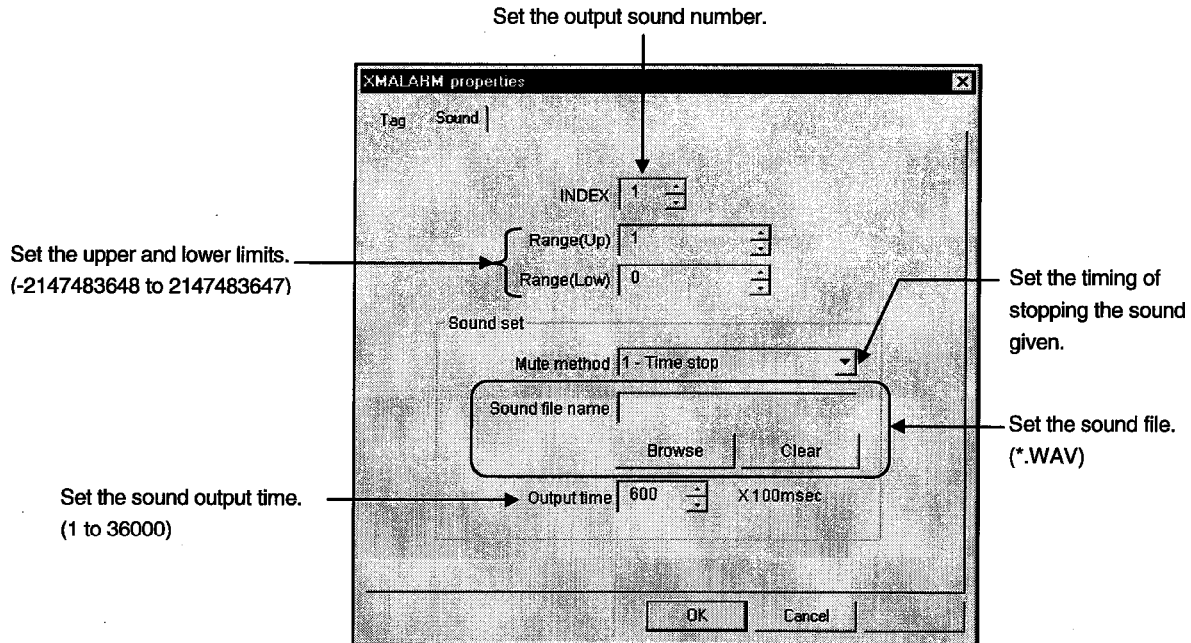 Set the output sound number.
XMALARM properties
Tag Sound
INDEX 1
Set the upper and lower limits.
(-2147483648 to 2147483647)
Range(Up) 1
Range(Low) 0
Set the timing of
stopping the sound
given.
Sound set
Mute method 1 - Time stop
Sound file name
Browse Clear
Set the sound file.
(*.WAV)
Set the sound output time.
(1 to 36000)
Output time 600 X100msec
OK Cancel